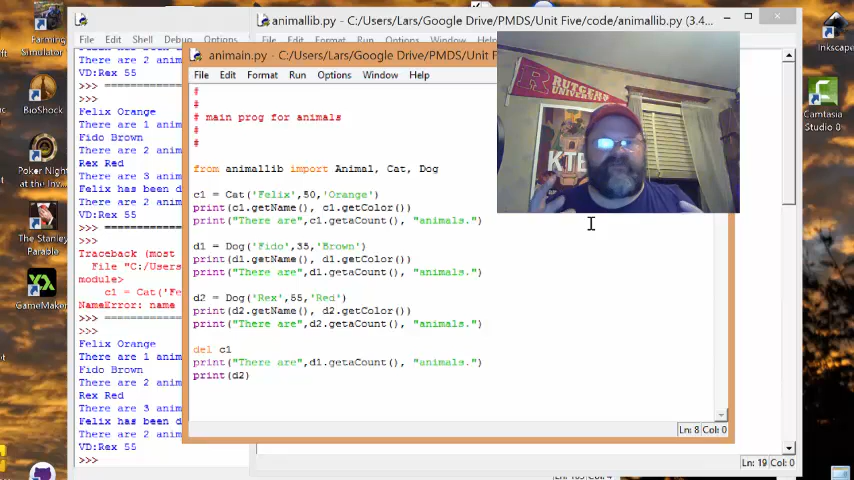 Farming
Simulator
BioShock
Poker Night
at the Inv...
The Stanley
Parable
GameMaker
animallib.py - C:/Users/Lars/Google Drive/PMDS/Unit Five/code/animallib.py (3.4...
File Edit Shell Debug
There are 2 anim
VD:Rex 55
>>>
>>>
Felix Orange
There are 1 anim
Fido Brown
There are 2 anim
Rex Red
There are 3 anim
Felix has been d
There are 2 anim
VD:Rex 55
>>>
>>>
Traceback (most
File "C:/Users
module>
c1 = Cat('Fe
NameError: name
>>>
>>>
Felix Orange
There are 1 anim
Fido Brown
There are 2 anim
Rex Red
There are 3 anim
Felix has been d
There are 2 anim
VD:Rex 55
>>>
animain.py - C:/Users/Lars/Google Drive/PMDS/Unit F
File Edit Format Run Options Window Help
#
#
# main prog for animals
#
#
from animallib import Animal, Cat, Dog
c1 = Cat('Felix',50,'Orange')
print(c1.getName(), c1.getColor())
print("There are",c1.getaCount(), "animals.")
d1 = Dog('Fido',35,'Brown')
print(d1.getName(), d1.getColor())
print("There are",d1.getaCount(), "animals.")
d2 = Dog('Rex',55,'Red')
print(d2.getName(), d2.getColor())
print("There are",d2.getaCount(), "animals.")
del c1
print("There are",d1.getaCount(), "animals.")
print(d2)
Ln: 8 Col: 0
Ln: 19 Col: 0
RUTGERS
UNIVERSITY
KTE
Inkscape
Camtasia
Studio 8